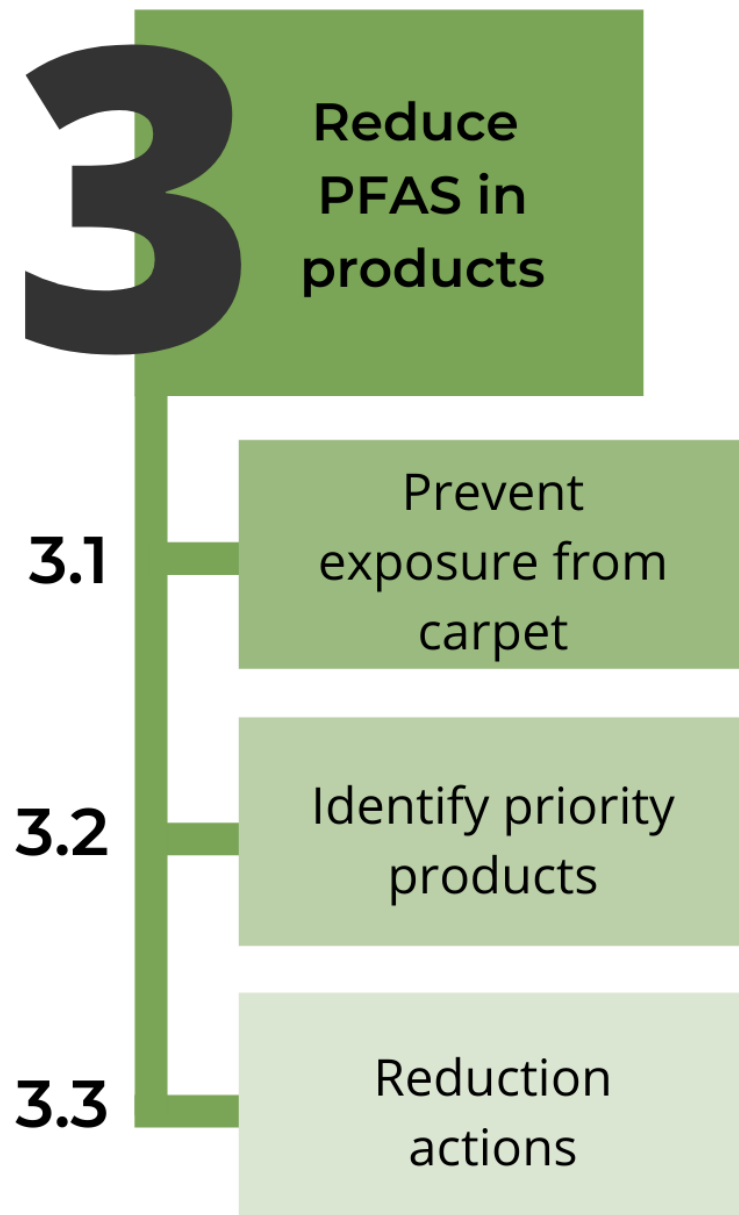 3
Reduce
PFAS in
products
3.1
Prevent
exposure from
carpet
3.2
Identify priority
products
3.3
Reduction
actions